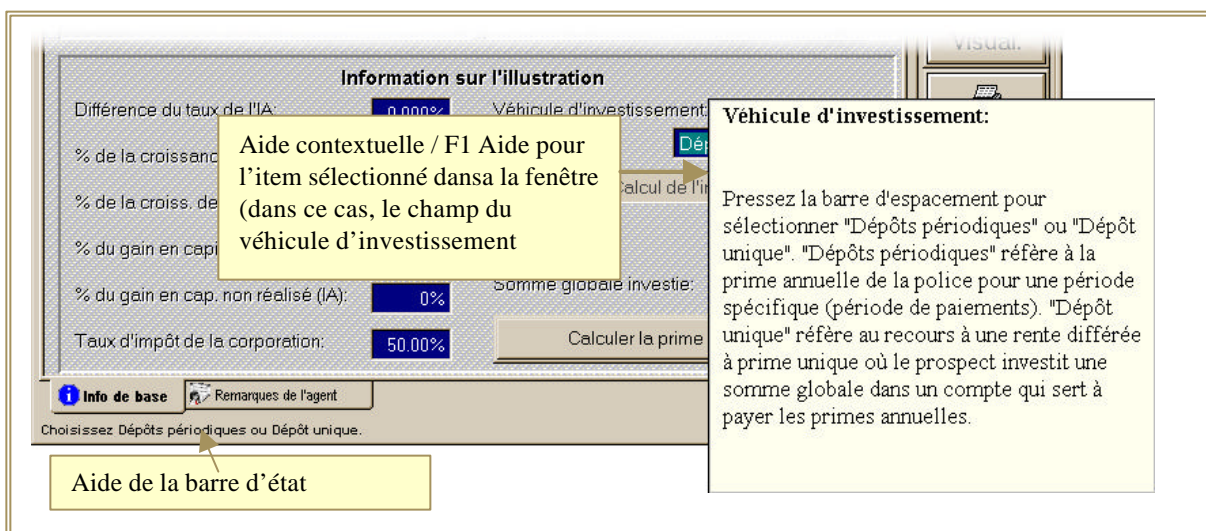 Visual.
Information sur l'illustration
Différence du taux de l'IA:
0.000%
Véhicule d'investissement:
% de la croissanc
Dép
% de la croiss. de
Calcul de l'i
% du gain en capi
% du gain en cap. non réalisé (IA):
0%
Somme globale investie:
Taux d'impôt de la corporation:
50.00%
Calculer la prime
Info de base
Remarques de l'agent
Choisissez Dépôts périodiques ou Dépôt unique.
Aide contextuelle / F1 Aide pour
l’item sélectionné dansa la fenêtre
(dans ce cas, le champ du
véhicule d’investissement
Aide de la barre d’état
Véhicule d'investissement:
Pressez la barre d'espacement pour
sélectionner "Dépôts périodiques" ou "Dépôt
unique". "Dépôts périodiques" réfère à la
prime annuelle de la police pour une période
spécifique (période de paiements). "Dépôt
unique" réfère au recours à une rente différée
à prime unique où le prospect investit une
somme globale dans un compte qui sert à
payer les primes annuelles.